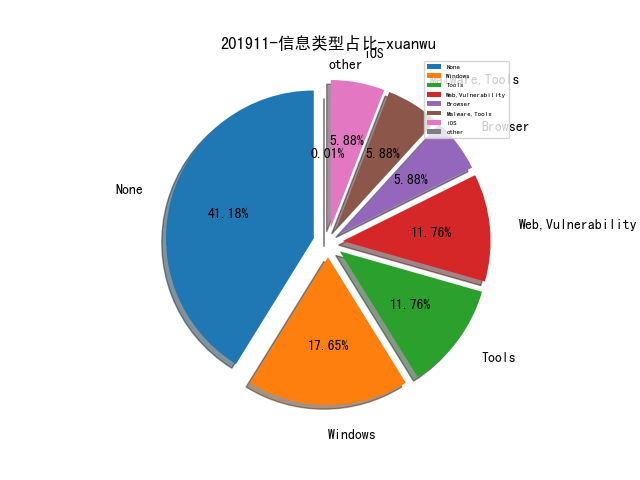 201911-信息类型占比-xuanwu
iOS
other
None
Windows
Tools
Web,Vulnerability
Browser
Malware,Tools
iOS
other
Malware,Tools
Browser
5.88%
0.01%
5.88%
5.88%
None
41.18%
11.76%
Web,Vulnerability
11.76%
17.65%
Tools
Windows